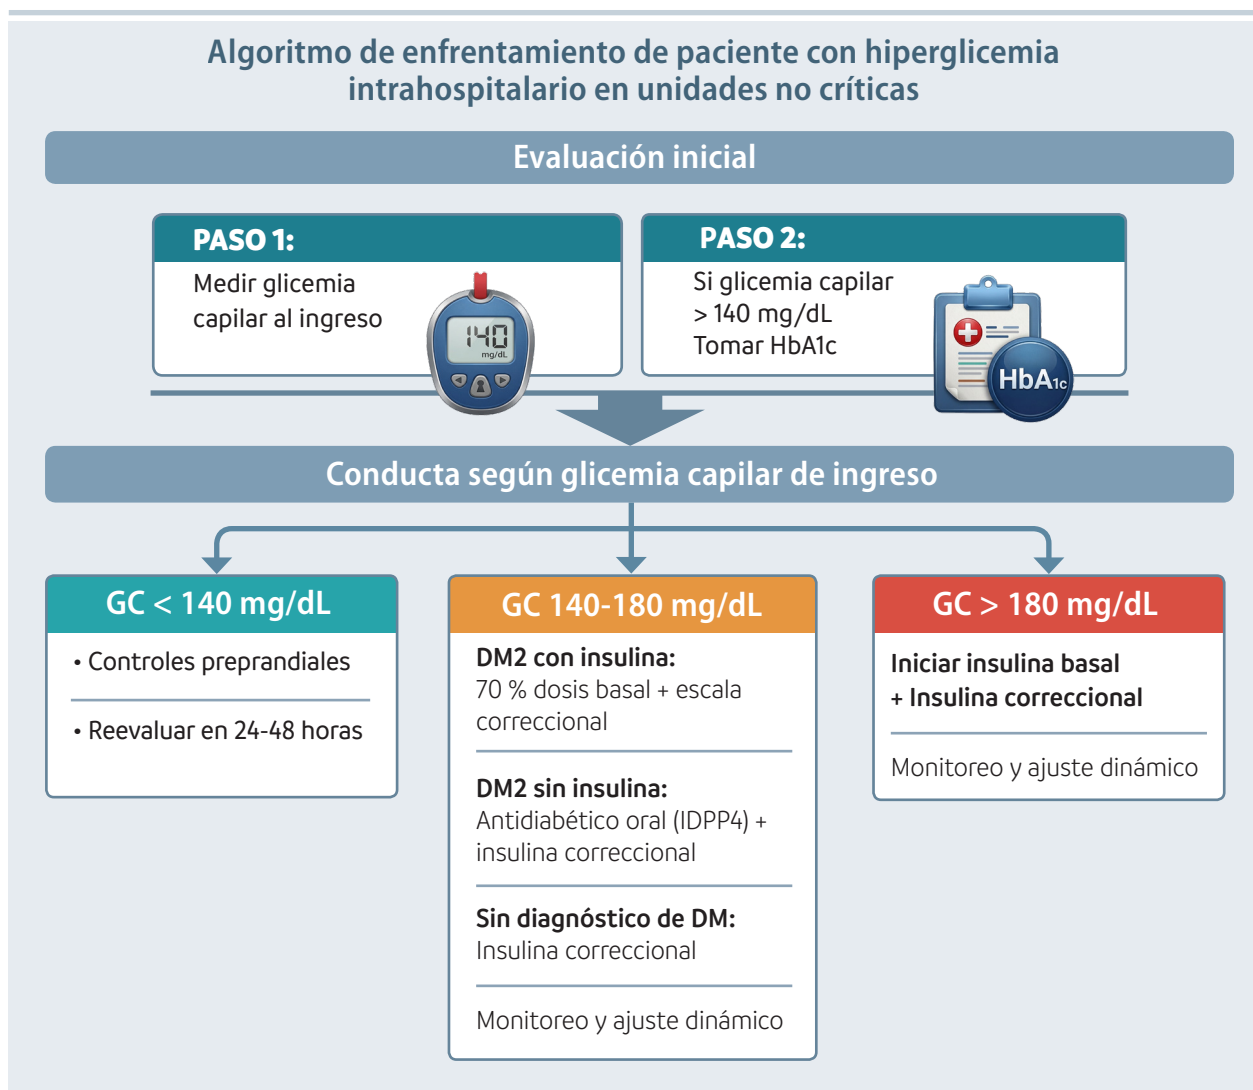 Algoritmo de enfrentamiento de paciente con hiperglicemia
intrahospitalario en unidades no críticas
Evaluación inicial
PASO 1:
Medir glicemia
capilar al ingreso
140
mg/dL
PASO 2:
Si glicemia capilar
> 140 mg/dL
Tomar HbA1c
HbA1c
Conducta según glicemia capilar de ingreso
GC < 140 mg/dL
• Controles preprandiales
• Reevaluar en 24-48 horas
GC 140-180 mg/dL
DM2 con insulina:
70 % dosis basal + escala
correccional
DM2 sin insulina:
Antidiabético oral (IDPP4) +
insulina correccional
Sin diagnóstico de DM:
Insulina correccional
Monitoreo y ajuste dinámico
GC > 180 mg/dL
Iniciar insulina basal
+ Insulina correccional
Monitoreo y ajuste dinámico